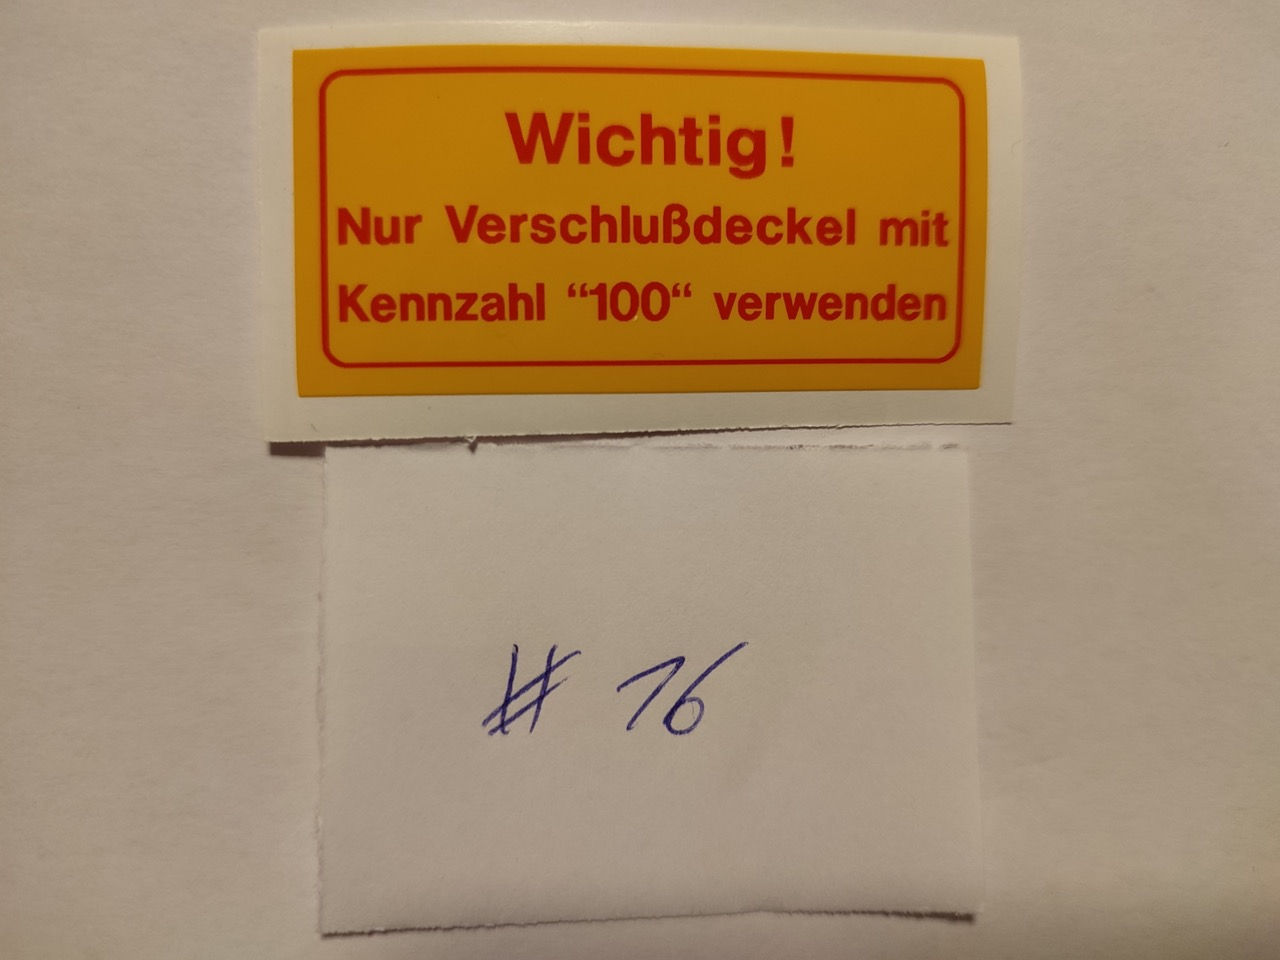 Wichtig!
Nur Verschlußdeckel mit
Kennzahl “100“ verwenden
# 16